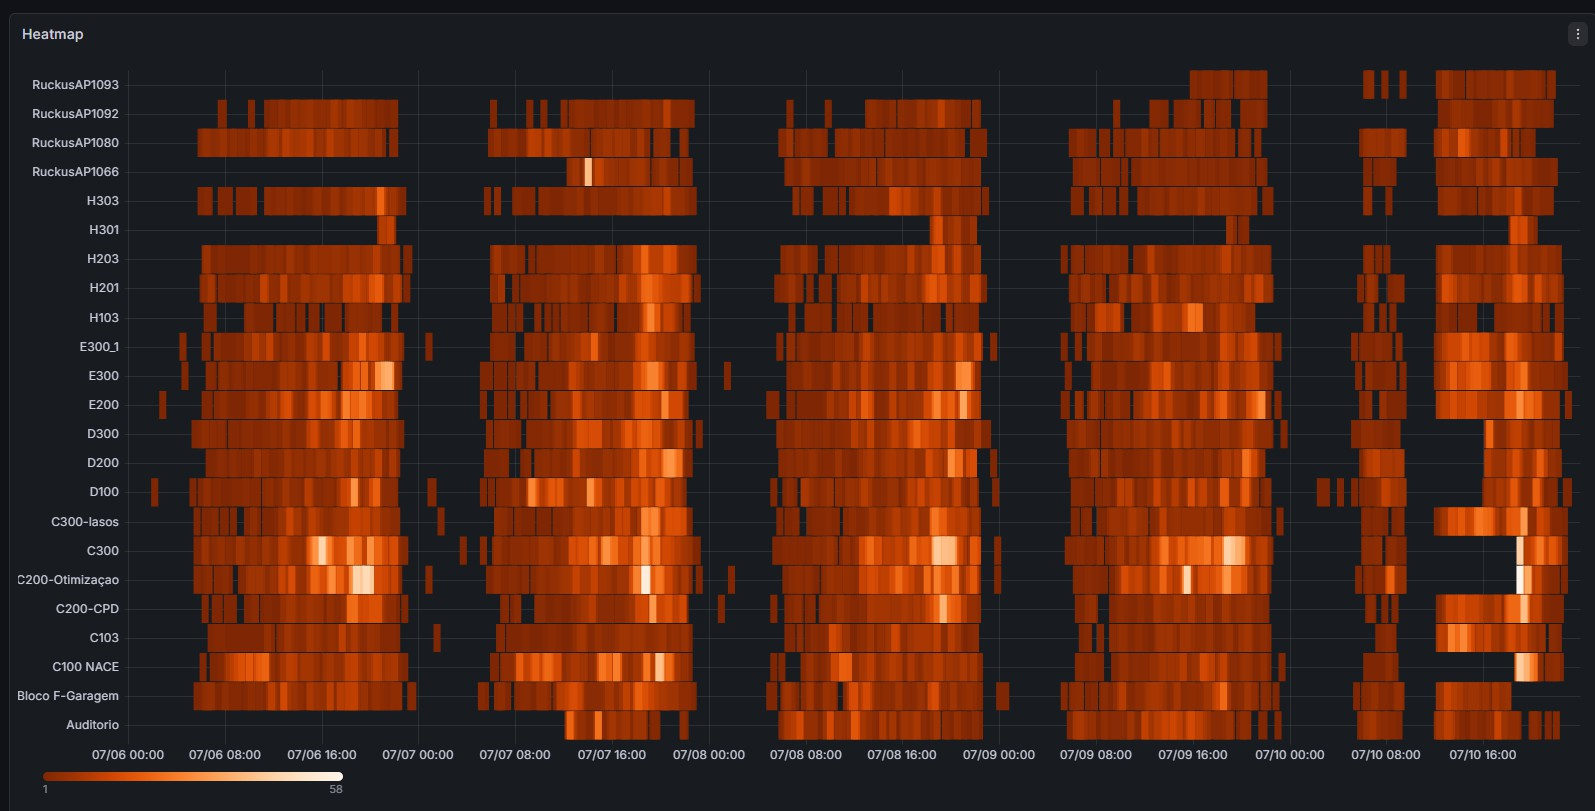 Heatmap
RuckusAP1093
RuckusAP1092
RuckusAP1080
RuckusAP1066
H303
H301
H203
H201
H103
E300_1
E300
E200
D300
D200
D100
C300-lasos
C300
C200-Otimizaçao
C200-CPD
C103
C100 NACE
Bloco F-Garagem
Auditorio
07/06 00:00 07/06 08:00 07/06 16:00 07/07 00:00 07/07 08:00 07/07 16:00 07/08 00:00 07/08 08:00 07/08 16:00 07/09 00:00 07/09 08:00 07/09 16:00 07/10 00:00 07/10 08:00 07/10 16:00
1 58